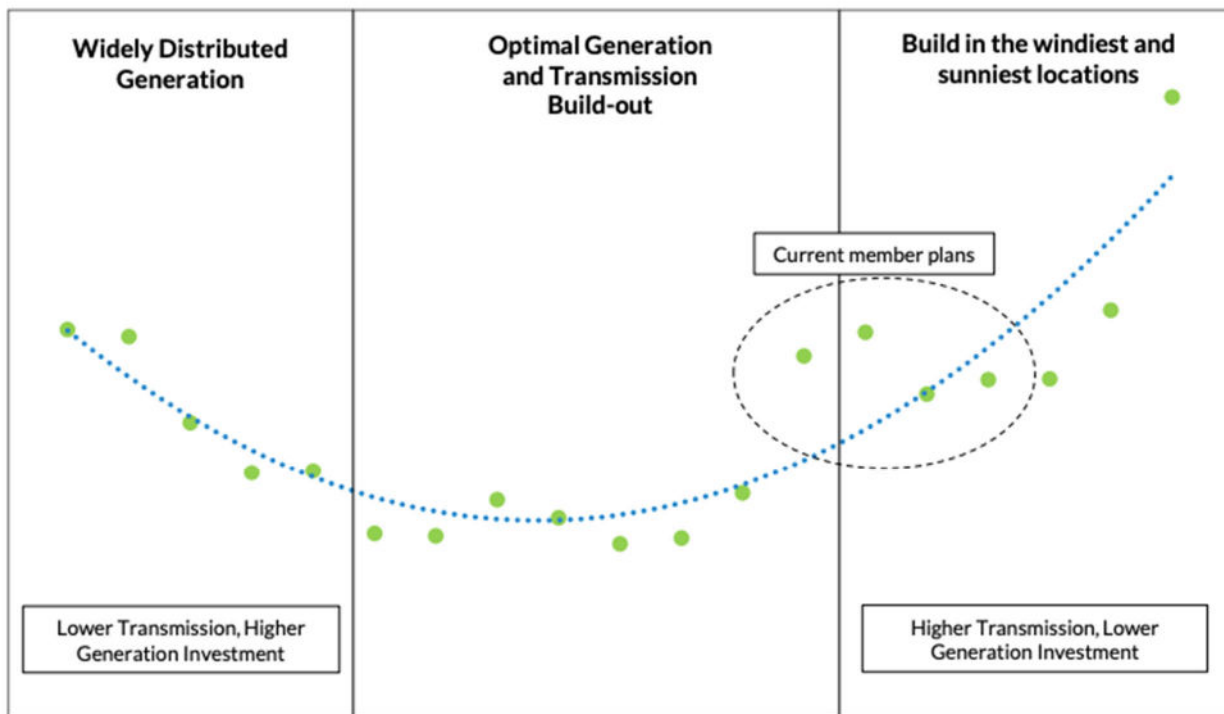 Widely Distributed
Generation
Optimal Generation
and Transmission
Build-out
Build in the windiest and
sunniest locations
Current member plans
Lower Transmission, Higher
Generation Investment
Higher Transmission, Lower
Generation Investment